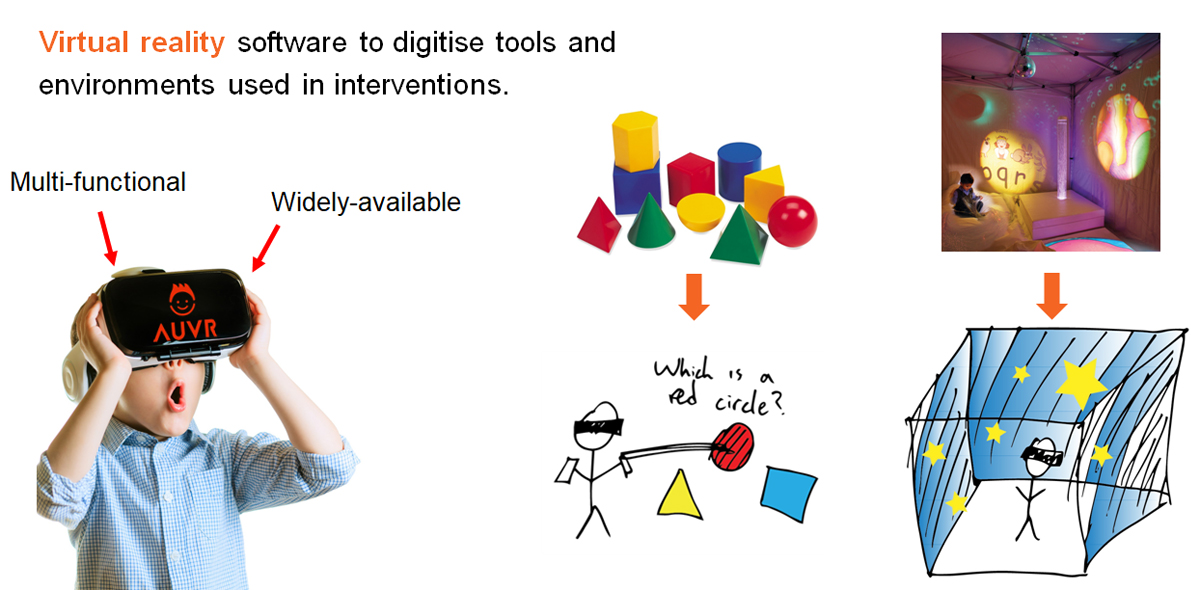 Virtual reality software to digitise tools and
environments used in interventions.
Multi-functional
Widely-available
AUVR
pqr
Which is a
red circle?